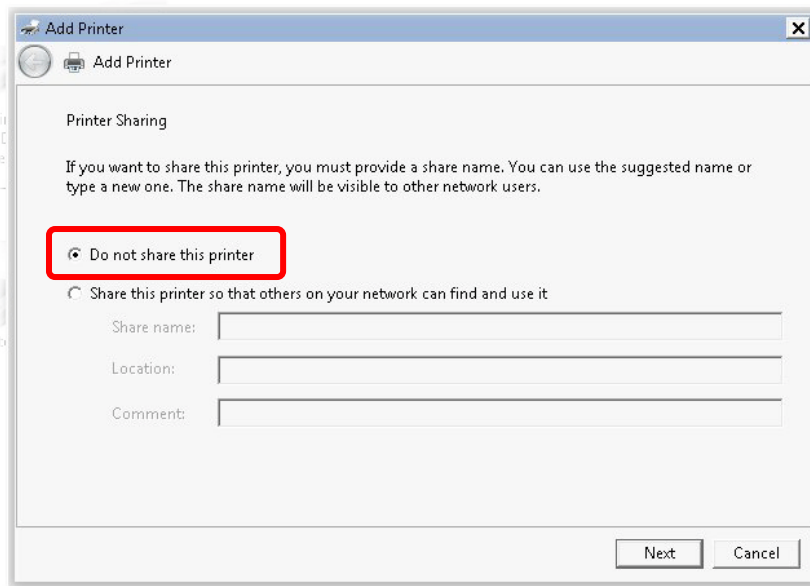 Add Printer
Add Printer
Printer Sharing
If you want to share this printer, you must provide a share name. You can use the suggested name or
type a new one. The share name will be visible to other network users.
Do not share this printer
Share this printer so that others on your network can find and use it
Share name:
Location:
Comment:
Next
Cancel